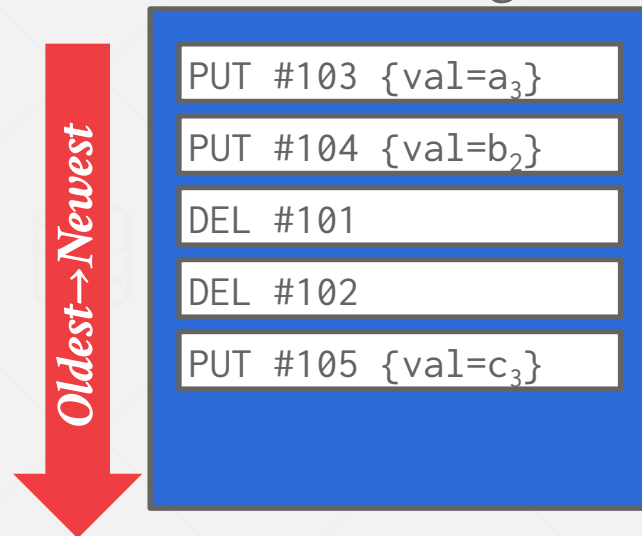 Oldest→Newest
PUT #103 {val=a₃}
PUT #104 {val=b₂}
DEL #101
DEL #102
PUT #105 {val=c₃}